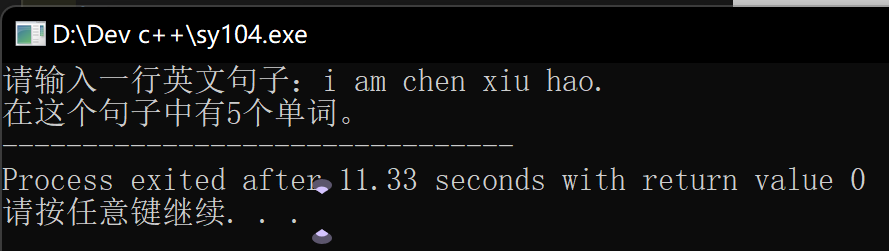 D:\Dev c++\sy104.exe
请输入一行英文句子：i am chen xiu hao.
在这个句子中有5个单词。
--------------------------------
Process exited after 11.33 seconds with return value 0
请按任意键继续. . .